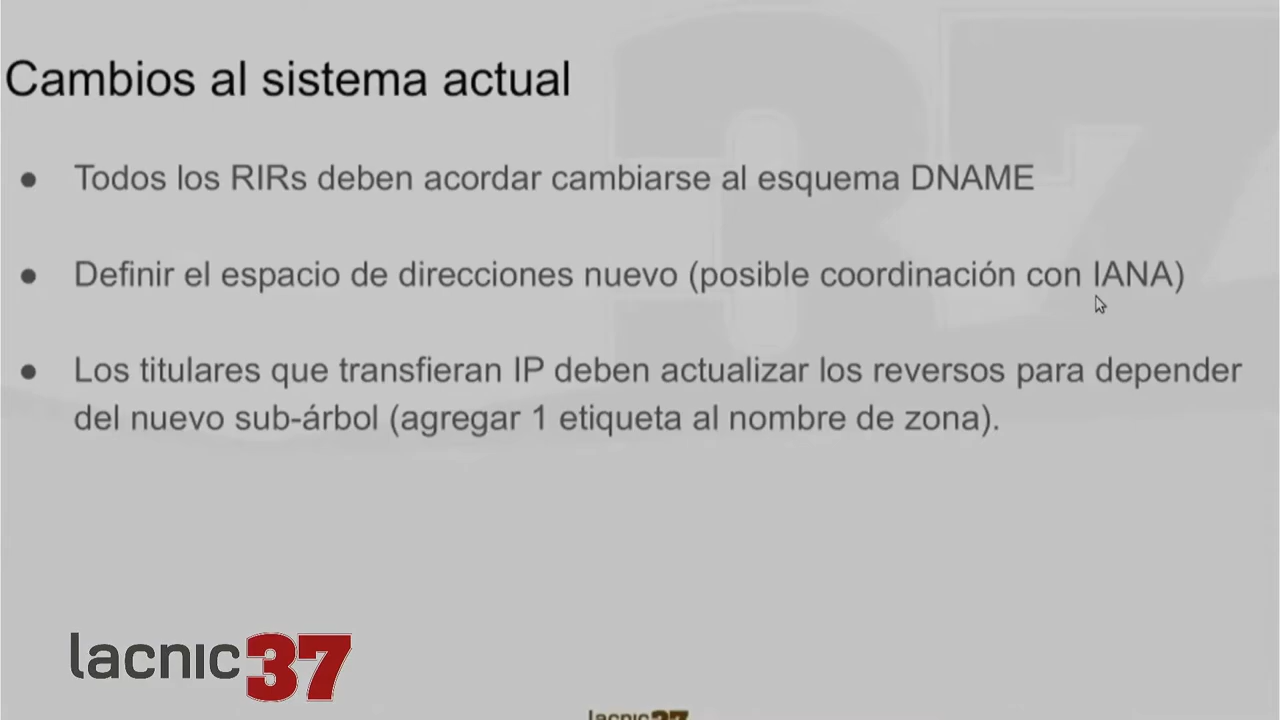 Cambios al sistema actual
● Todos los RIRs deben acordar cambiarse al esquema DNAME
● Definir el espacio de direcciones nuevo (posible coordinación con IANA)
● Los titulares que transfieran IP deben actualizar los reversos para depender
del nuevo sub-árbol (agregar 1 etiqueta al nombre de zona).
lacnic37
lacnic37